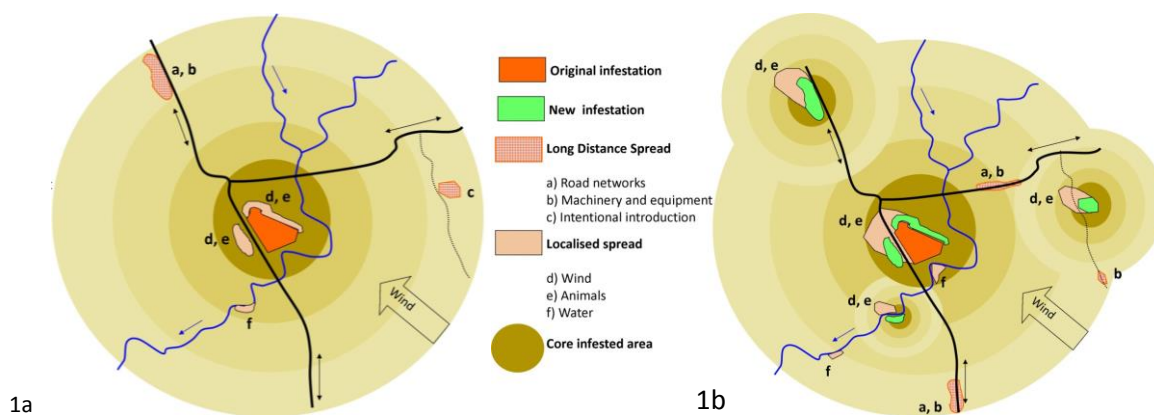 a, b
c
d, e
d, e
f
Wind
1a
Original infestation
New infestation
Long Distance Spread
a) Road networks
b) Machinery and equipment
c) Intentional introduction
Localised spread
d) Wind
e) Animals
f) Water
Core infested area
d, e
a, b
d, e
d, e
b
f
d, e
Wind
f
a, b
1b